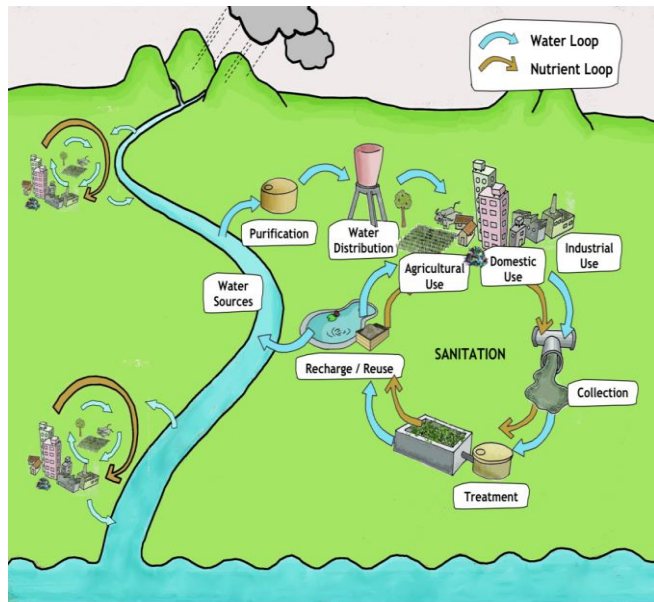 Water Loop
Nutrient Loop
Purification
Water
Distribution
Agricultural
Use
Domestic
Use
Industrial
Use
Water
Sources
Recharge / Reuse
SANITATION
Collection
Treatment